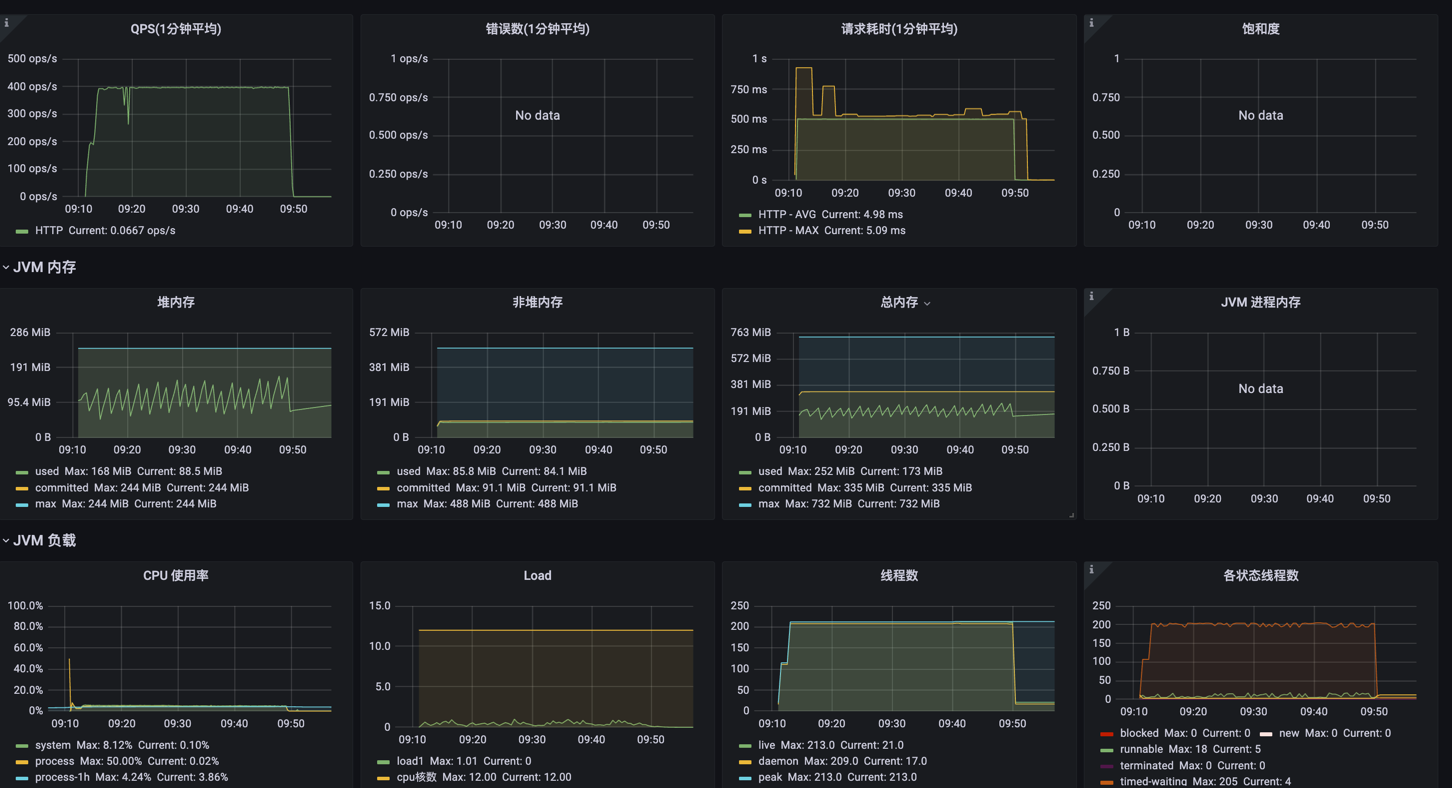 QPS(1分钟平均)
500 ops/s
400 ops/s
300 ops/s
200 ops/s
100 ops/s
0 ops/s
09:10 09:20 09:30 09:40 09:50
HTTP Current: 0.0667 ops/s
错误数(1分钟平均)
1 ops/s
0.750 ops/s
0.500 ops/s
0.250 ops/s
0 ops/s
No data
09:10 09:20 09:30 09:40 09:50
请求耗时(1分钟平均)
1 s
750 ms
500 ms
250 ms
0 s
09:10 09:20 09:30 09:40 09:50
HTTP - AVG Current: 4.98 ms
HTTP - MAX Current: 5.09 ms
饱和度
1
0.750
0.500
0.250
0
No data
09:10 09:20 09:30 09:40 09:50
JVM 内存
堆内存
286 MiB
191 MiB
95.4 MiB
0 B
09:10 09:20 09:30 09:40 09:50
used Max: 168 MiB Current: 88.5 MiB
committed Max: 244 MiB Current: 244 MiB
max Max: 244 MiB Current: 244 MiB
非堆内存
572 MiB
381 MiB
191 MiB
0 B
09:10 09:20 09:30 09:40 09:50
used Max: 85.8 MiB Current: 84.1 MiB
committed Max: 91.1 MiB Current: 91.1 MiB
max Max: 488 MiB Current: 488 MiB
总内存
763 MiB
572 MiB
381 MiB
191 MiB
0 B
09:10 09:20 09:30 09:40 09:50
used Max: 252 MiB Current: 173 MiB
committed Max: 335 MiB Current: 335 MiB
max Max: 732 MiB Current: 732 MiB
JVM 进程内存
1 B
0.750 B
0.500 B
0.250 B
0 B
No data
09:10 09:20 09:30 09:40 09:50
JVM 负载
CPU 使用率
100.0%
80.0%
60.0%
40.0%
20.0%
0%
09:10 09:20 09:30 09:40 09:50
system Max: 8.12% Current: 0.10%
process Max: 50.00% Current: 0.02%
process-1h Max: 4.24% Current: 3.86%
Load
15.0
10.0
5.0
0
09:10 09:20 09:30 09:40 09:50
load1 Max: 1.01 Current: 0
cpu核数 Max: 12.00 Current: 12.00
线程数
250
200
150
100
50
0
09:10 09:20 09:30 09:40 09:50
live Max: 213.0 Current: 21.0
daemon Max: 209.0 Current: 17.0
peak Max: 213.0 Current: 213.0
各状态线程数
250
200
150
100
50
0
09:10 09:20 09:30 09:40 09:50
blocked Max: 0 Current: 0 new Max: 0 Current: 0
runnable Max: 18 Current: 5
terminated Max: 0 Current: 0
timed-waiting Max: 205 Current: 4